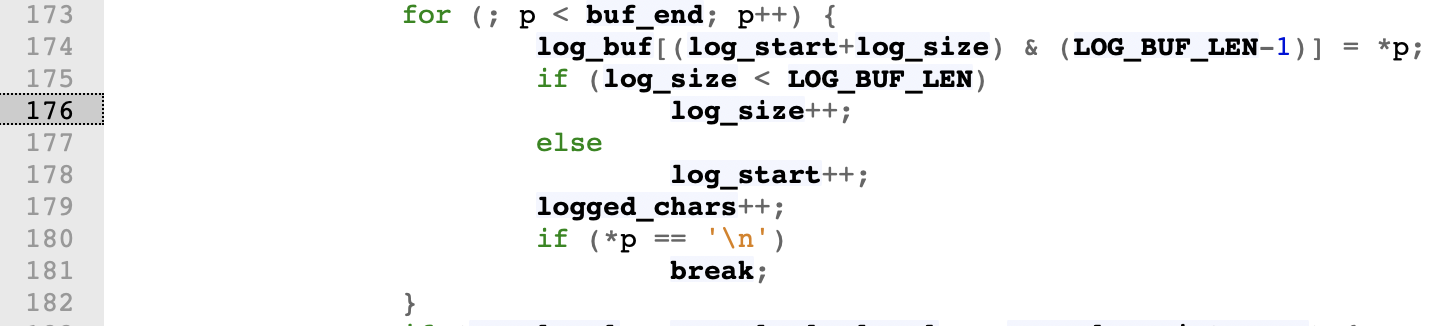 173 for (; p < buf_end; p++) {
174 log_buf[(log_start+log_size) & (LOG_BUF_LEN-1)] = *p;
175 if (log_size < LOG_BUF_LEN)
176 log_size++;
177 else
178 log_start++;
179 logged_chars++;
180 if (*p == '\n')
181 break;
182 }